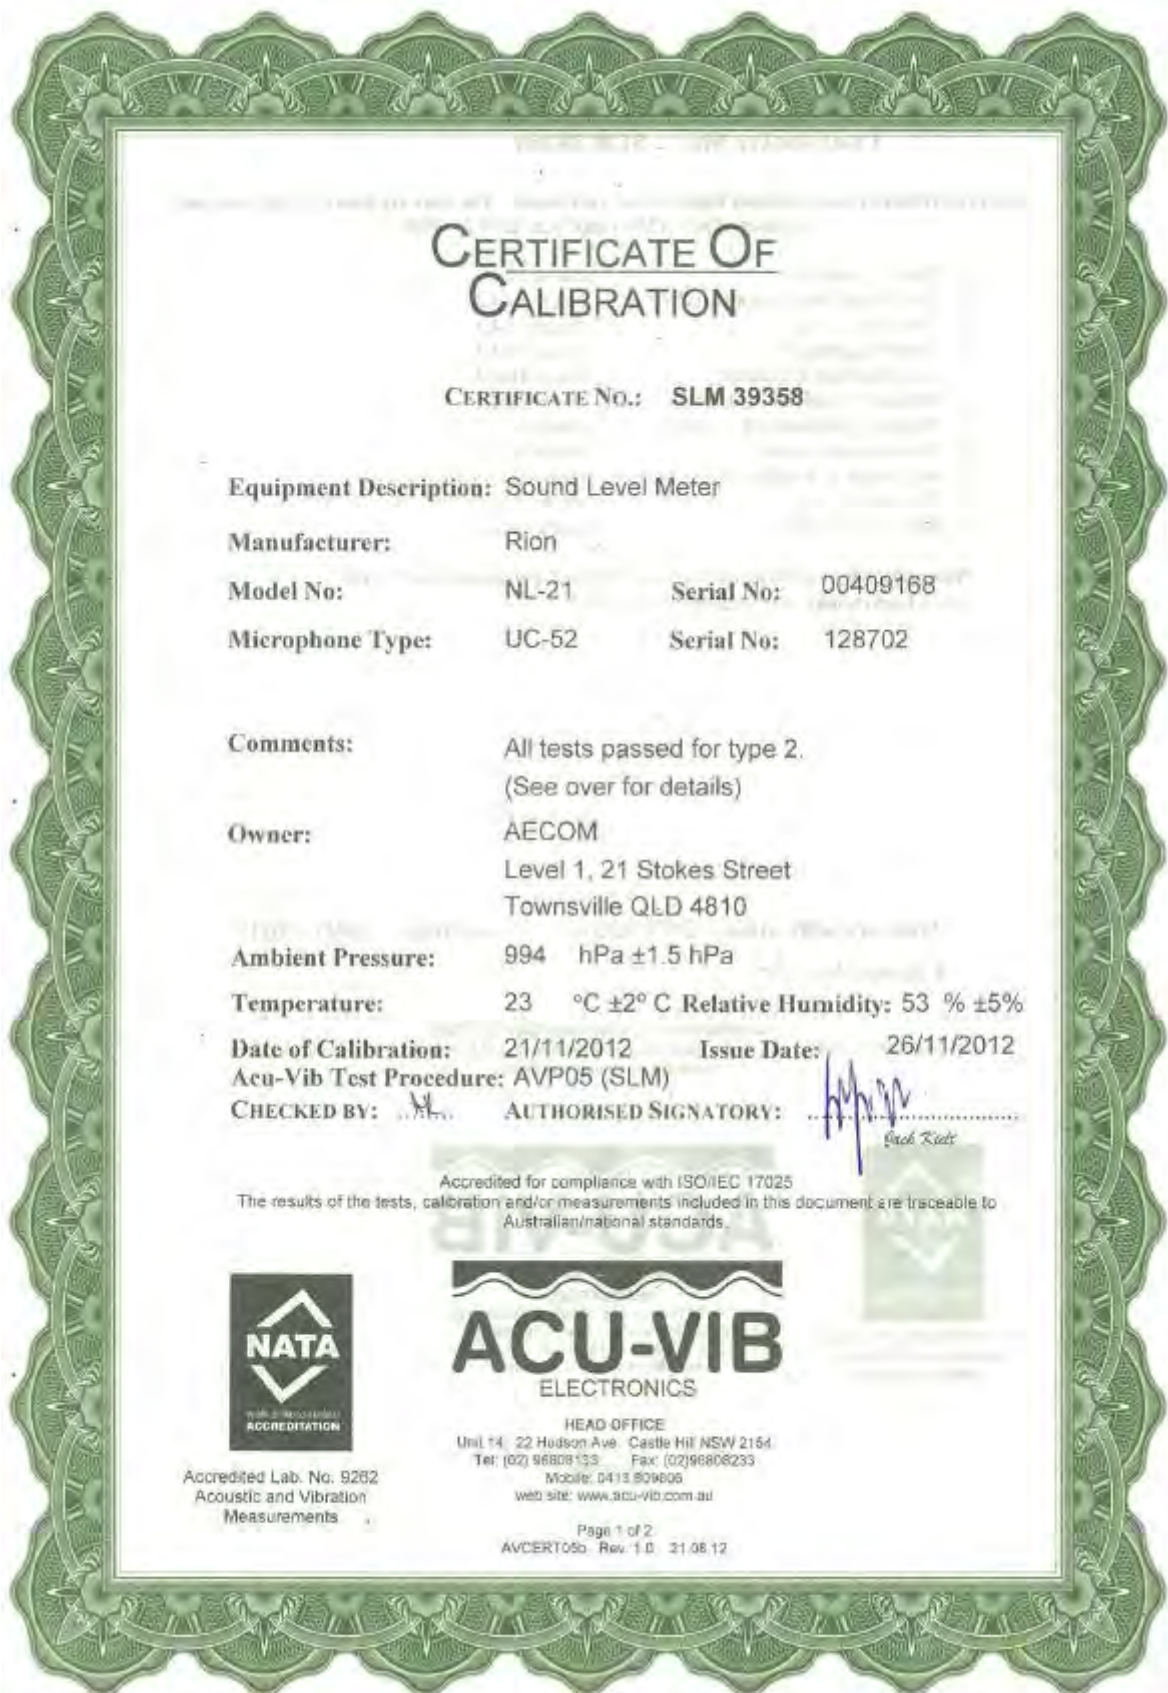 CERTIFICATE OF
CALIBRATION
CERTIFICATE NO.: SLM 39358
Equipment Description: Sound Level Meter
Manufacturer: Rion
Model No: NL-21 Serial No: 00409168
Microphone Type: UC-52 Serial No: 128702
Comments: All tests passed for type 2.
(See over for details)
Owner: AECOM
Level 1, 21 Stokes Street
Townsville QLD 4810
Ambient Pressure: 994 hPa ±1.5 hPa
Temperature: 23 °C ±2° C Relative Humidity: 53 % ±5%
Date of Calibration: 21/11/2012 Issue Date: 26/11/2012
Acu-Vib Test Procedure: AVP05 (SLM)
CHECKED BY: AUTHORISED SIGNATORY:
Jack Kielt
Accredited for compliance with ISO/IEC 17025
The results of the tests, calibration and/or measurements included in this document are traceable to
Australian/national standards.
NATA
ACCREDITATION
Accredited Lab. No. 9262
Acoustic and Vibration
Measurements
ACU-VIB
ELECTRONICS
HEAD OFFICE
Unit 14, 22 Hudson Ave. Castle Hill NSW 2154
Tel: (02) 96808133 Fax: (02)96808233
Mobile: 0413 809806
web site: www.acu-vib.com.au
Page 1 of 2
AVCERT05b Rev. 1.0 21.08.12